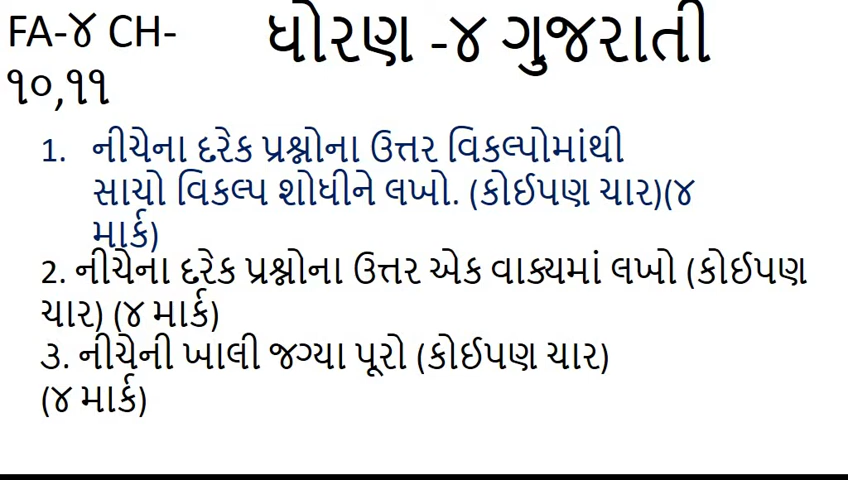 FA-૪ CH-
૧૦,૧૧
ધોરણ -૪ ગુજરાતી
1. નીચેના દરેક પ્રશ્નોના ઉત્તર વિકલ્પોમાંથી
સાચો વિકલ્પ શોધીને લખો. (કોઈપણ ચાર)(૪
માર્ક)
2. નીચેના દરેક પ્રશ્નોના ઉત્તર એક વાક્યમાં લખો (કોઈપણ
ચાર) (૪ માર્ક)
૩. નીચેની ખાલી જગ્યા પૂરો (કોઈપણ ચાર)
(૪ માર્ક)